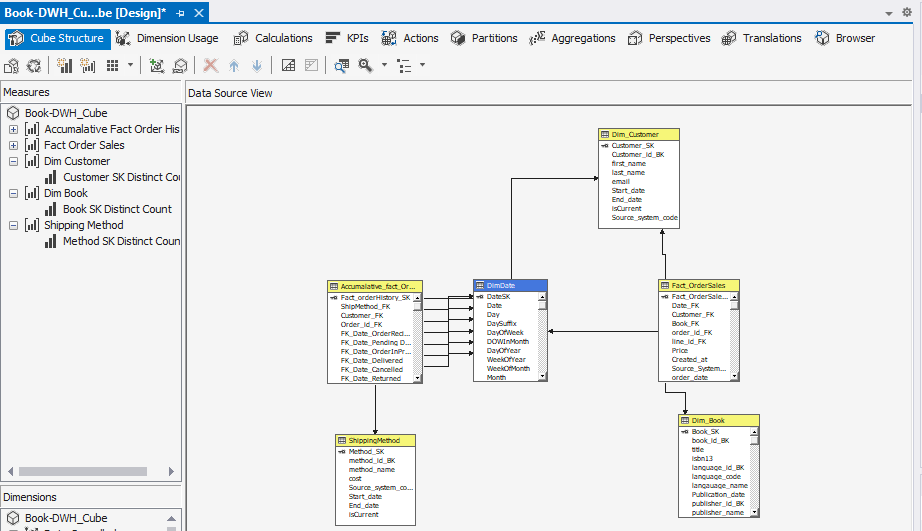 Book-DWH_Cu...be [Design]*
Cube Structure
Dimension Usage
Calculations
KPIs
Actions
Partitions
Aggregations
Perspectives
Translations
Browser
Measures
Book-DWH_Cube
Accumalative Fact Order His
Fact Order Sales
Dim Customer
Customer SK Distinct Cou
Dim Book
Book SK Distinct Count
Shipping Method
Method SK Distinct Coun
Dimensions
Book-DWH_Cube
Data Source View
Dim_Customer
Customer_SK
Customer_id_BK
first_name
last_name
email
Start_date
End_date
isCurrent
Source_system_code
Accumalative_fact_Or...
Fact_orderHistory_SK
ShipMethod_FK
Customer_FK
Order_id_FK
FK_Date_OrderReci...
FK_Date_Pending D...
FK_Date_OrderInPr...
FK_Date_Delivered
FK_Date_Cancelled
FK_Date_Returned
DimDate
DateSK
Date
Day
DaySuffix
DayOfWeek
DOWInMonth
DayOfYear
WeekOfYear
WeekOfMonth
Month
Fact_OrderSales
Fact_OrderSale...
Date_FK
Customer_FK
Book_FK
order_id_FK
line_id_FK
Price
Created_at
Source_System...
order_date
ShippingMethod
Method_SK
method_id_BK
method_name
cost
Source_system_co...
Start_date
End_date
isCurrent
Dim_Book
Book_SK
book_id_BK
title
isbn13
language_id_BK
language_code
langauage_name
Publication_date
publisher_id_BK
publisher_name